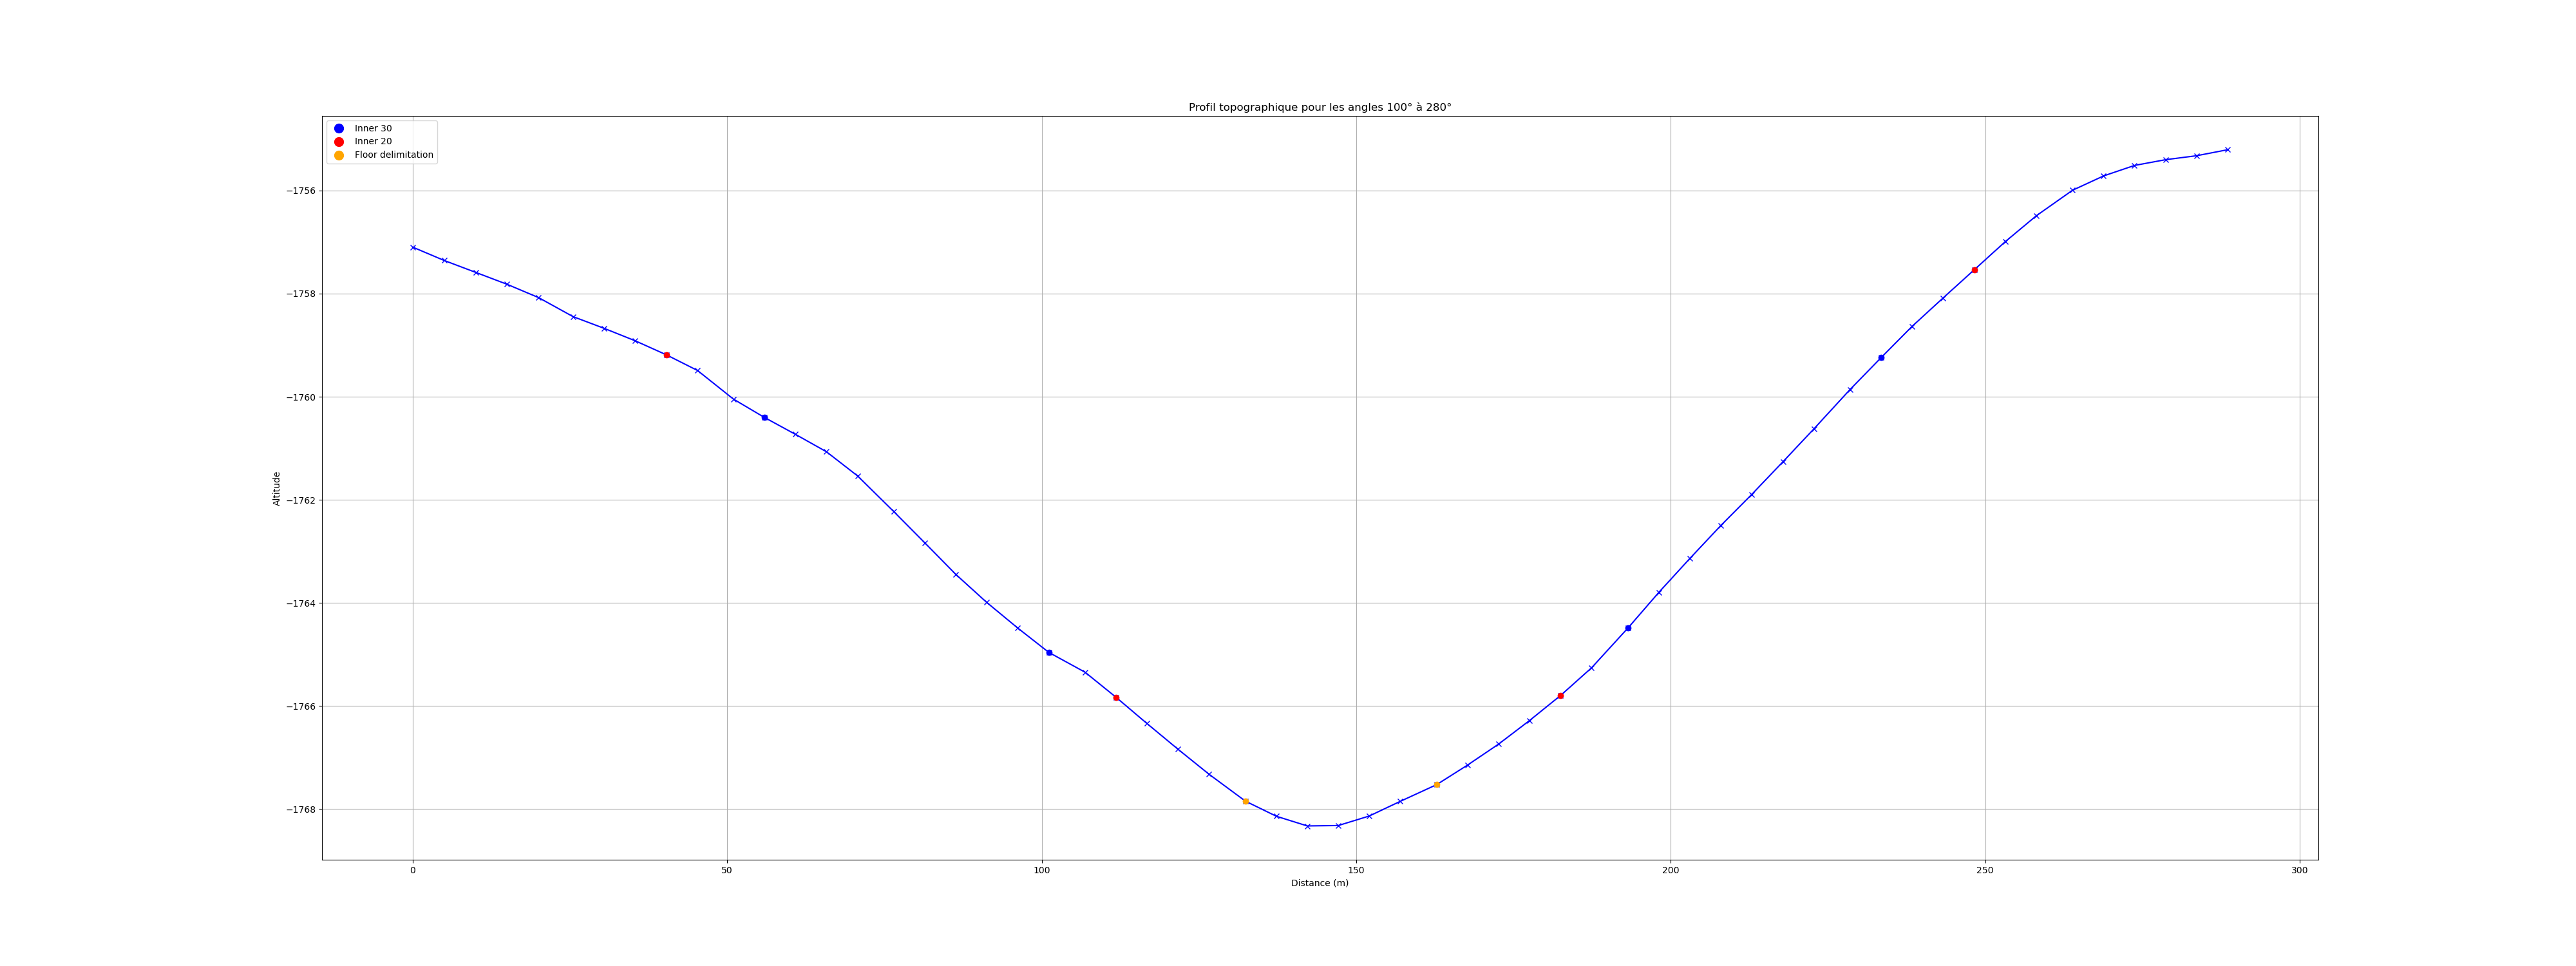 Profil topographique pour les angles 100° à 280°
Inner 30
Inner 20
Floor delimitation
Altitude
−1756
−1758
−1760
−1762
−1764
−1766
−1768
0
50
100
150
200
250
300
Distance (m)